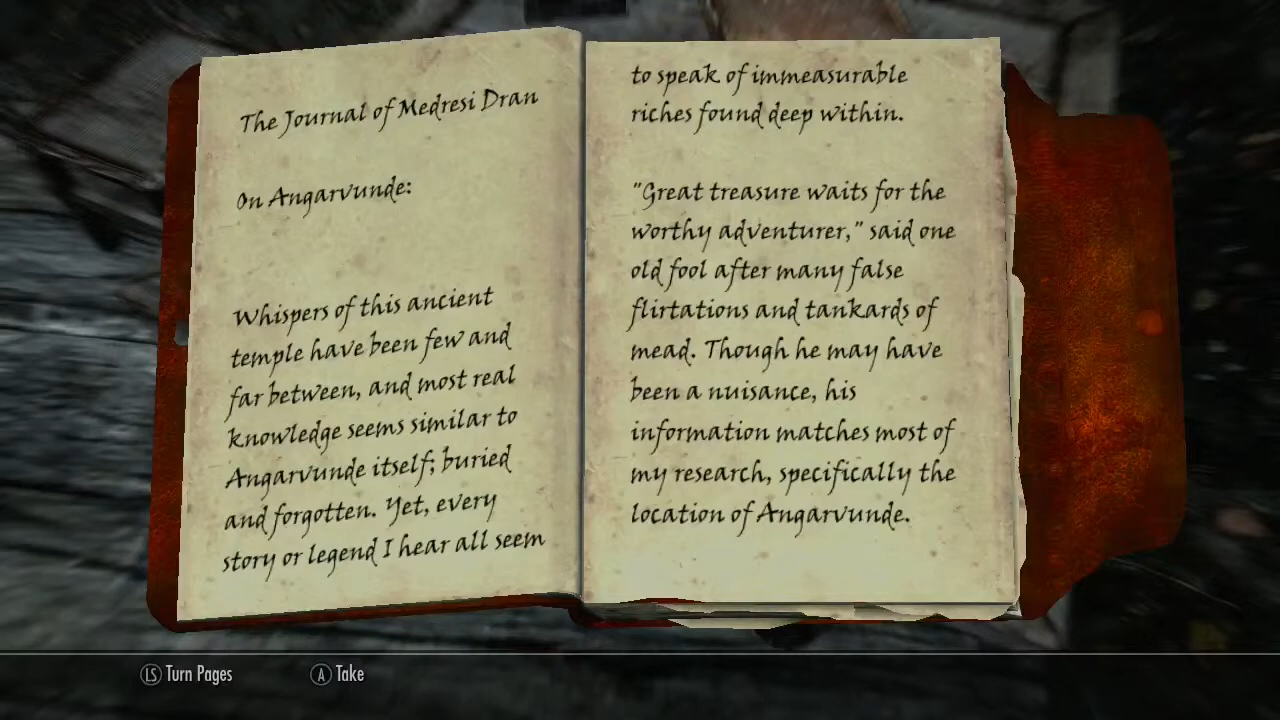 The Journal of Medresi Dran
On Angarvunde:
Whispers of this ancient
temple have been few and
far between, and most real
knowledge seems similar to
Angarvunde itself; buried
and forgotten. Yet, every
story or legend I hear all seem
to speak of immeasurable
riches found deep within.
"Great treasure waits for the
worthy adventurer," said one
old fool after many false
flirtations and tankards of
mead. Though he may have
been a nuisance, his
information matches most of
my research, specifically the
location of Angarvunde.
LS Turn Pages
A Take